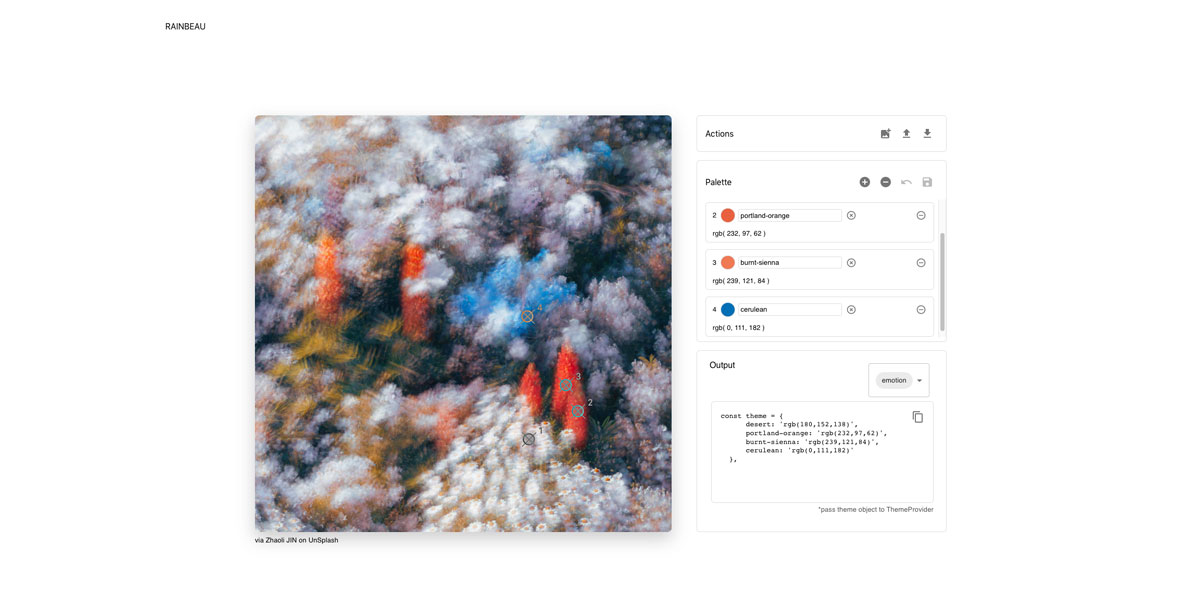 RAINBEAU
Actions
Palette
2 portland-orange
rgb( 232, 97, 62 )
3 burnt-sienna
rgb( 239, 121, 84 )
4 cerulean
rgb( 0, 111, 182 )
4
3
2
1
Output
emotion
const theme = {
desert: 'rgb(180,152,138)',
portland-orange: 'rgb(232,97,62)',
burnt-sienna: 'rgb(239,121,84)',
cerulean: 'rgb(0,111,182)'
},
*pass theme object to ThemeProvider
via Zhaoli JIN on UnSplash